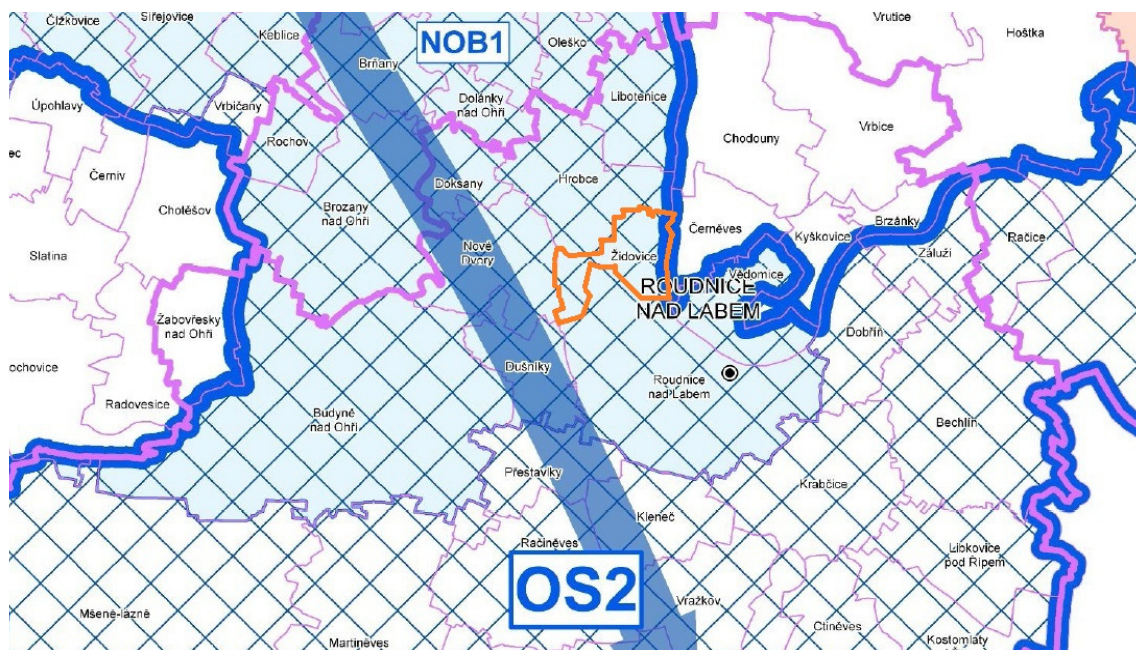 Čížkovice
Siřejovice
Keblice
NOB1
Oleško
Vrutice
Hoštka
Brňany
Úpohlavy
Vrbičany
Dolánky
nad Ohří
Libotenice
Rochov
Chodouny
Vrbice
ec
Černiv
Doksany
Hrobce
Chotěšov
Brozany
nad Ohří
Nové
Dvory
Černěves
Kyškovice
Brzánky
Račice
Slatina
Židovice
Záluží
Vědomice
ROUDNICE
NAD LABEM
Žabovřesky
nad Ohří
Dobříň
ochovice
Dušníky
Roudnice
nad Labem
Radovesice
Budyně
nad Ohří
Bechlín
Přestavlky
Krabčice
Kleneč
Račiněves
Libkovice
pod Řípem
OS2
Mšené-lázně
Vražkov
Ctiněves
Martiněves
Kostomlaty